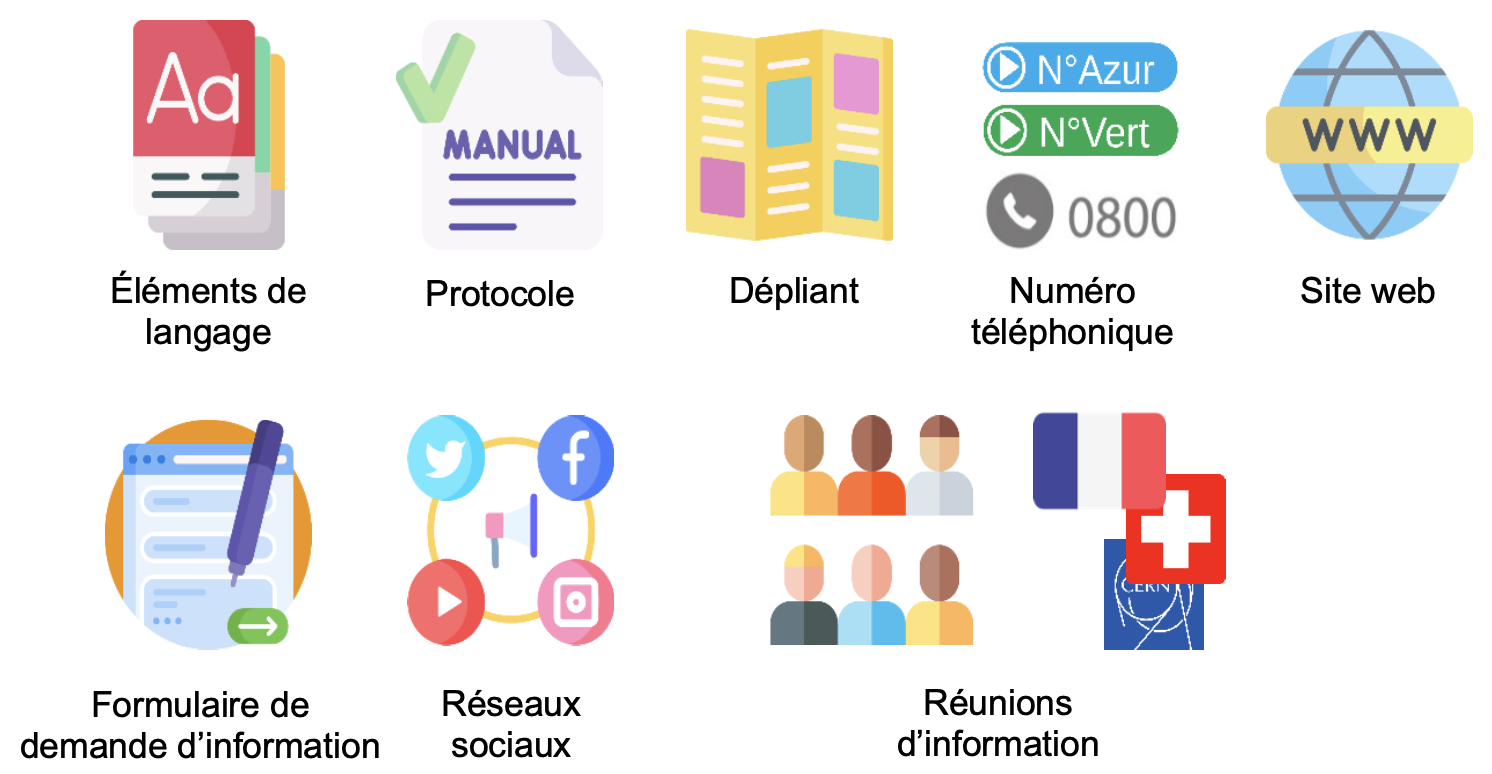 Aa
MANUAL
N°Azur
N°Vert
0800
WWW
Éléments de
langage
Protocole
Dépliant
Numéro
téléphonique
Site web
f
CERN
Formulaire de
demande d’information
Réseaux
sociaux
Réunions
d’information